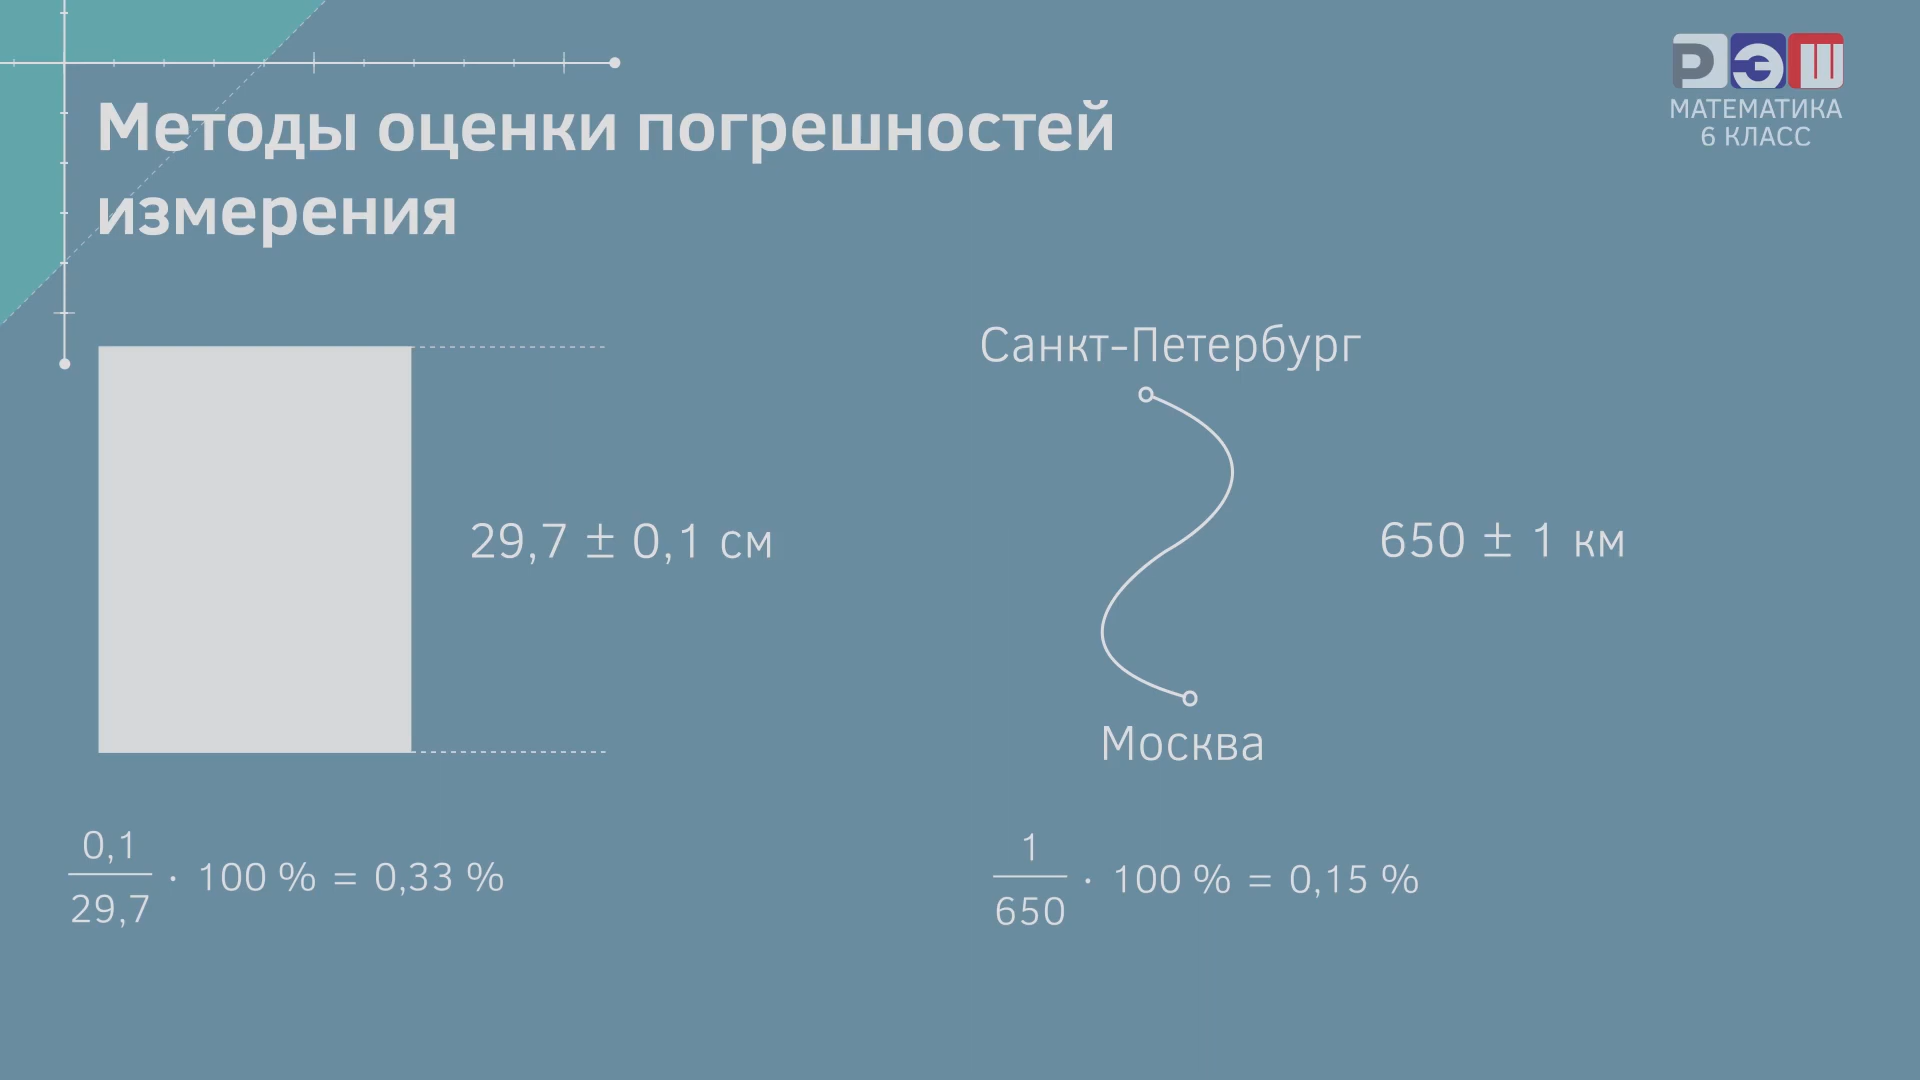 РЭШ
МАТЕМАТИКА
6 КЛАСС
Методы оценки погрешностей
измерения
29,7 ± 0,1 см
Санкт-Петербург
650 ± 1 км
Москва
0,1
29,7
· 100 % = 0,33 %
1
650
· 100 % = 0,15 %